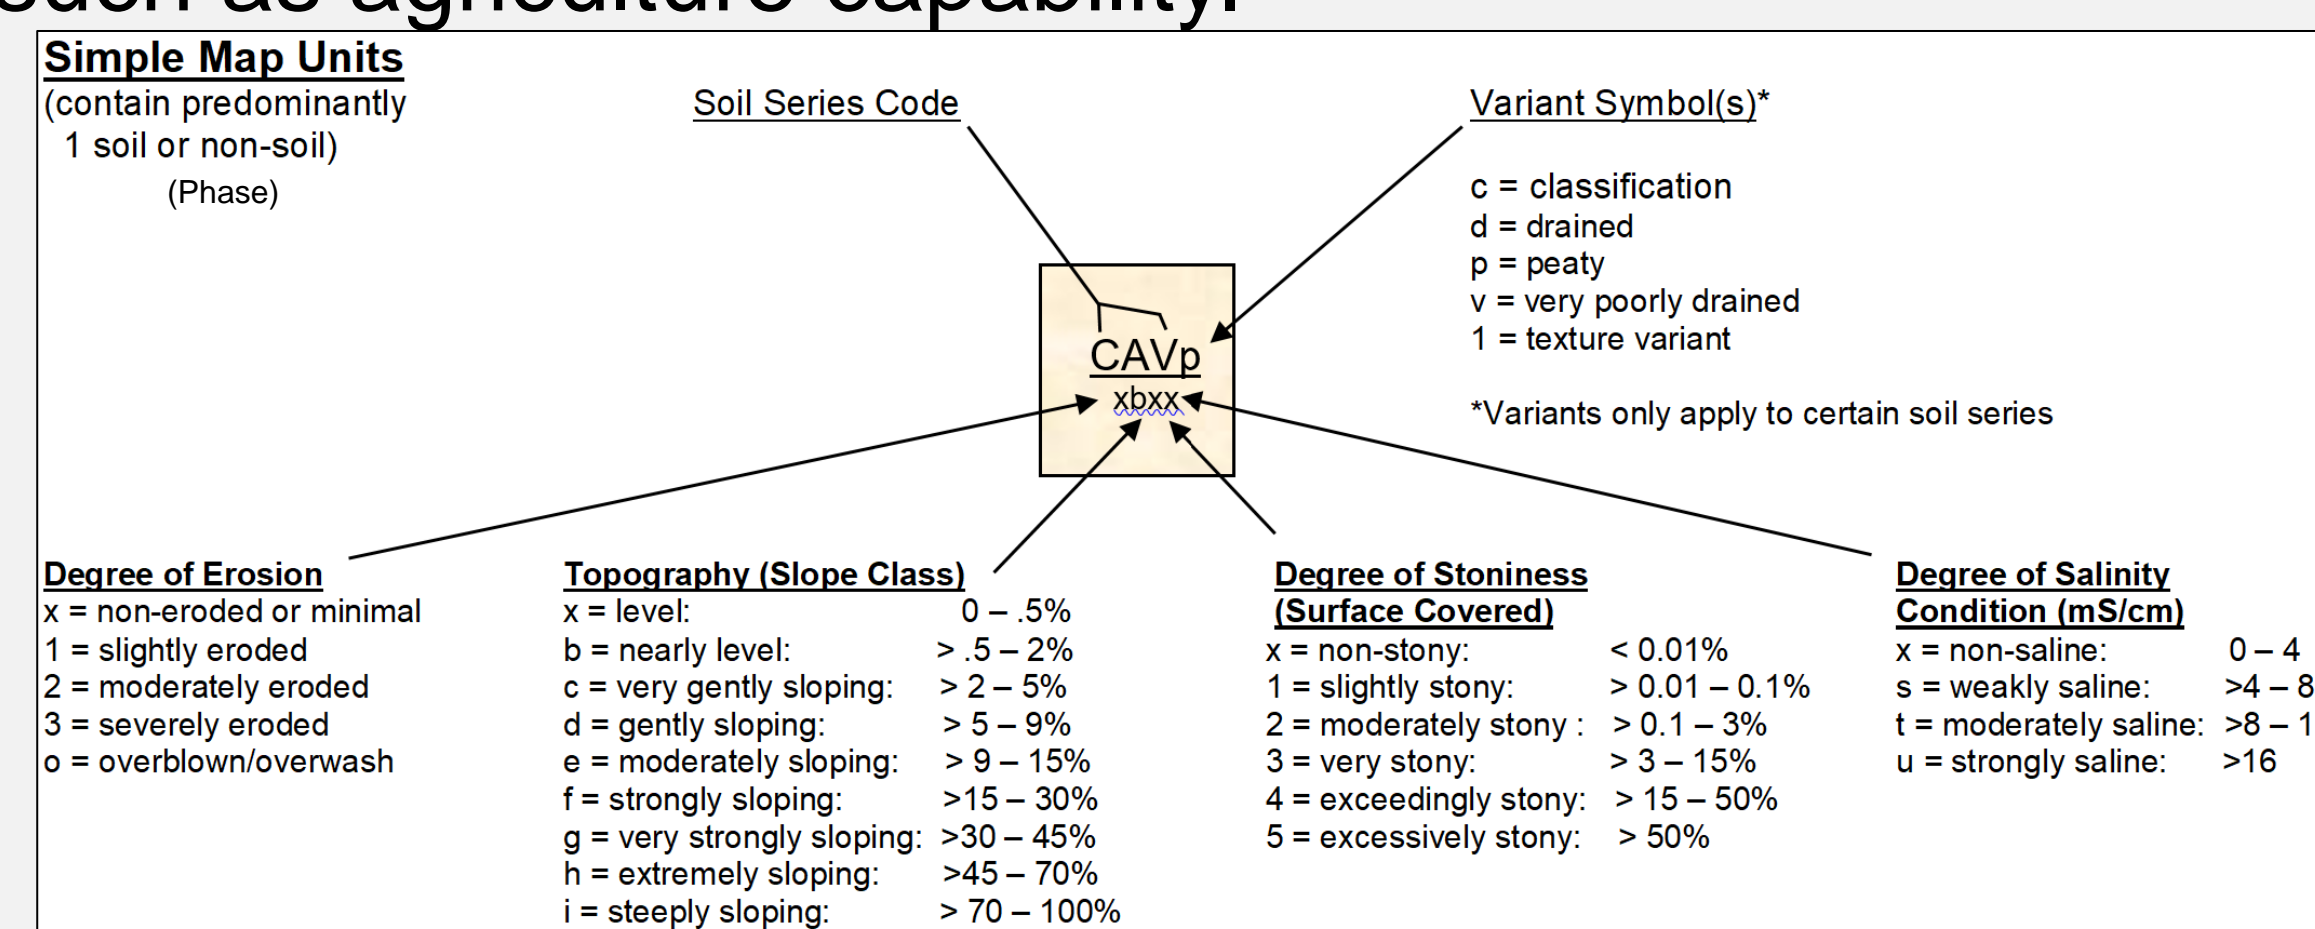 such as agriculture capability.
Simple Map Units
(contain predominantly
1 soil or non-soil)
(Phase)
Soil Series Code
Variant Symbol(s)*
c = classification
d = drained
p = peaty
v = very poorly drained
1 = texture variant
*Variants only apply to certain soil series
CAVp
xbxx
Degree of Erosion
x = non-eroded or minimal
1 = slightly eroded
2 = moderately eroded
3 = severely eroded
o = overblown/overwash
Topography (Slope Class)
x = level: 0 – .5%
b = nearly level: > .5 – 2%
c = very gently sloping: > 2 – 5%
d = gently sloping: > 5 – 9%
e = moderately sloping: > 9 – 15%
f = strongly sloping: >15 – 30%
g = very strongly sloping: >30 – 45%
h = extremely sloping: >45 – 70%
i = steeply sloping: > 70 – 100%
Degree of Stoniness
(Surface Covered)
x = non-stony: < 0.01%
1 = slightly stony: > 0.01 – 0.1%
2 = moderately stony : > 0.1 – 3%
3 = very stony: > 3 – 15%
4 = exceedingly stony: > 15 – 50%
5 = excessively stony: > 50%
Degree of Salinity
Condition (mS/cm)
x = non-saline: 0 – 4
s = weakly saline: >4 – 8
t = moderately saline: >8 – 1
u = strongly saline: >16